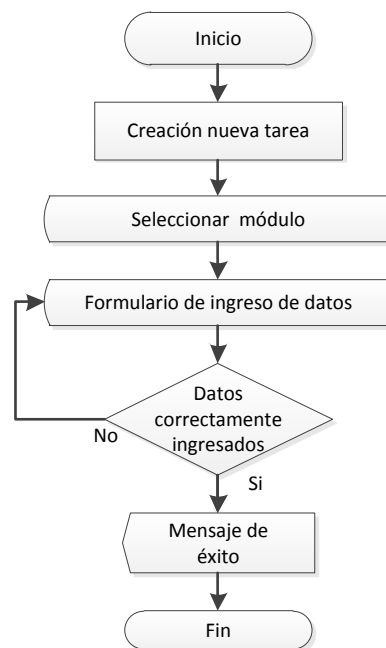 Inicio
Creación nueva tarea
Seleccionar módulo
Formulario de ingreso de datos
Datos
correctamente
ingresados
No
Si
Mensaje de
éxito
Fin